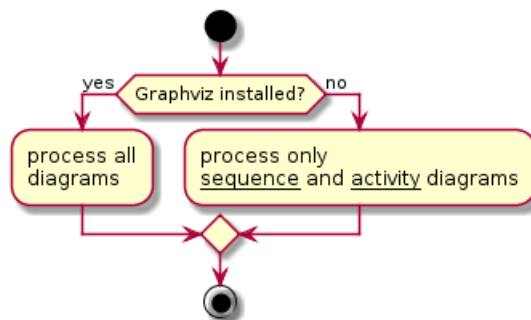 yes
no
Graphviz installed?
process all
diagrams
process only
sequence and activity diagrams